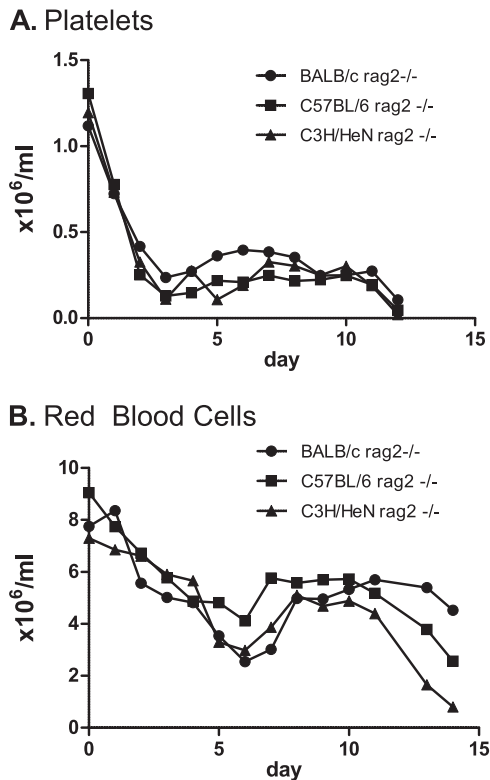 A. Platelets
1.5
1.0
0.5
0.0
x10⁶/ml
BALB/c rag2-/-
C57BL/6 rag2 -/-
C3H/HeN rag2 -/-
0 5 10 15
day
B. Red Blood Cells
10
8
6
4
2
0
x10⁶/ml
BALB/c rag2-/-
C57BL/6 rag2 -/-
C3H/HeN rag2 -/-
0 5 10 15
day